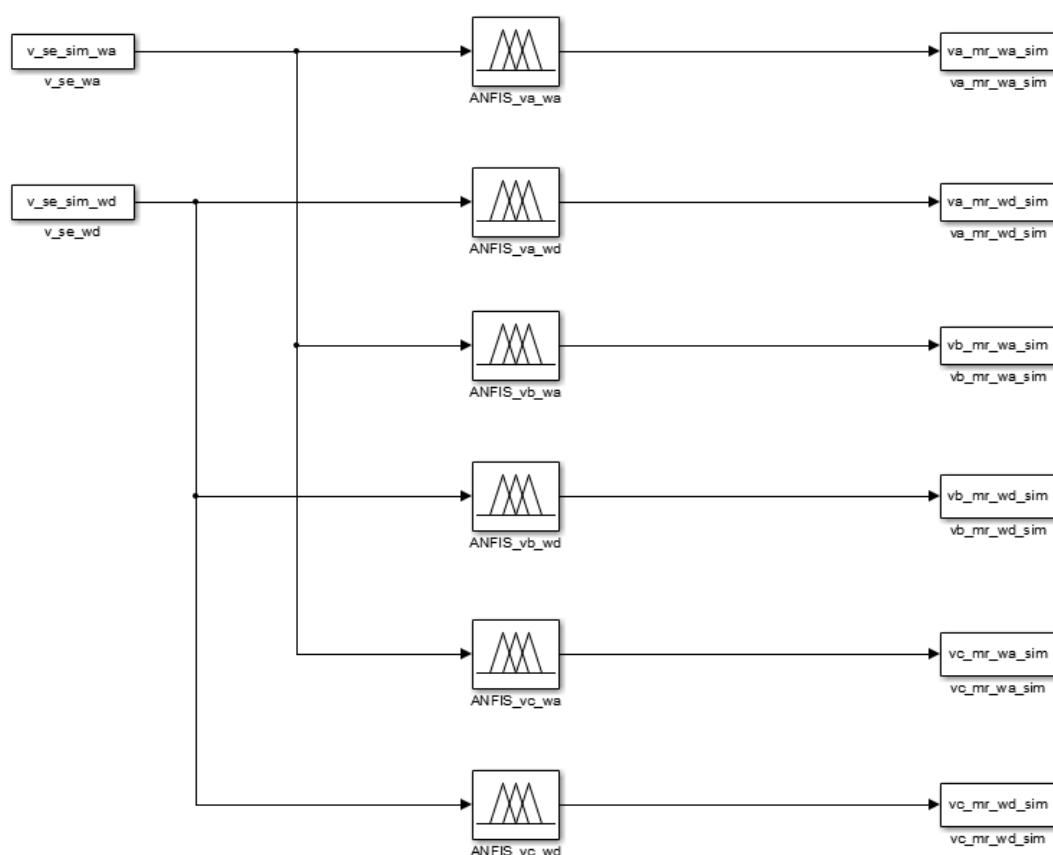 v_se_sim_wa
v_se_wa
ANFIS_va_wa
va_mr_wa_sim
va_mr_wa_sim
v_se_sim_wd
v_se_wd
ANFIS_va_wd
va_mr_wd_sim
va_mr_wd_sim
ANFIS_vb_wa
vb_mr_wa_sim
vb_mr_wa_sim
ANFIS_vb_wd
vb_mr_wd_sim
vb_mr_wd_sim
ANFIS_vc_wa
vc_mr_wa_sim
vc_mr_wa_sim
ANFIS_vc_wd
vc_mr_wd_sim
vc_mr_wd_sim